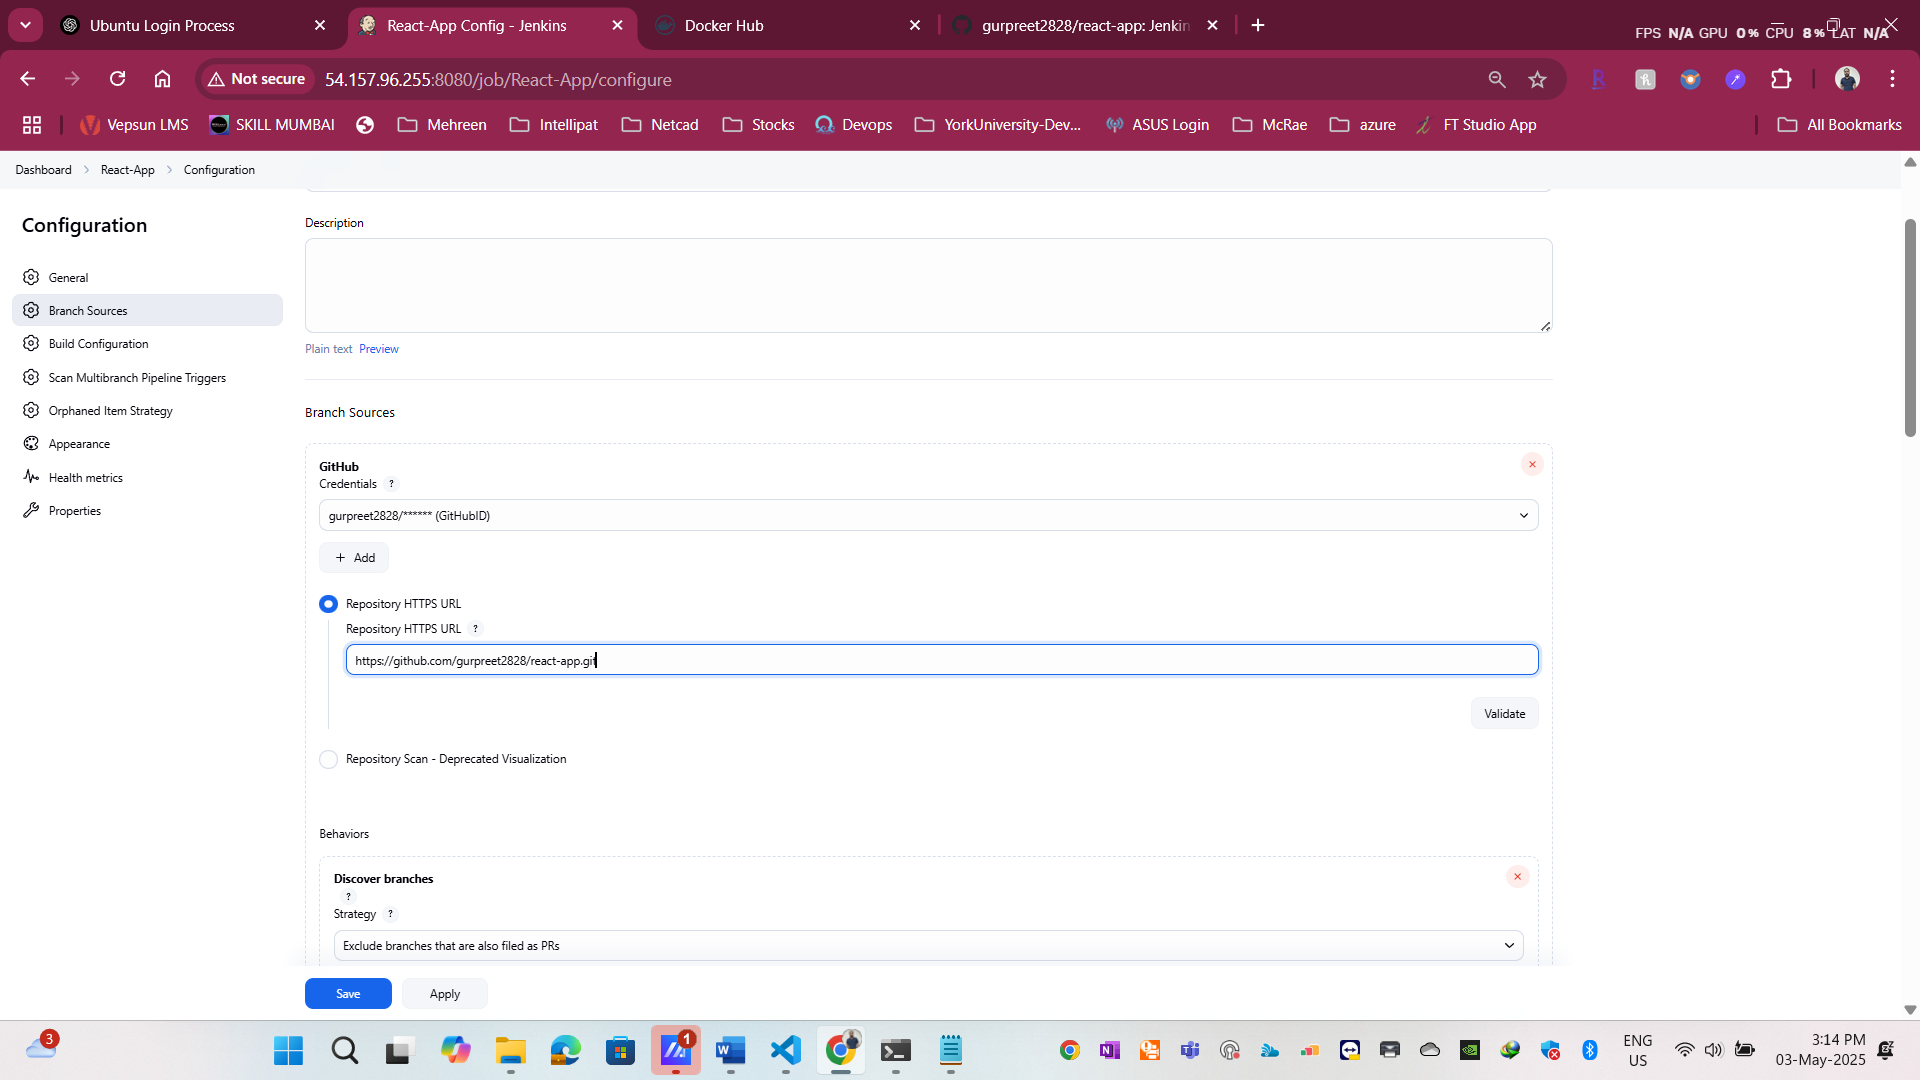 Ubuntu Login Process
React-App Config - Jenkins
Docker Hub
gurpreet2828/react-app: Jenkin
FPS N/A GPU 0% CPU 8% LAT N/A
Not secure
54.157.96.255:8080/job/React-App/configure
Vepsun LMS
SKILL MUMBAI
Mehreen
Intellipat
Netcad
Stocks
Devops
YorkUniversity-Dev...
ASUS Login
McRae
azure
FT Studio App
All Bookmarks
Dashboard
React-App
Configuration
Configuration
General
Branch Sources
Build Configuration
Scan Multibranch Pipeline Triggers
Orphaned Item Strategy
Appearance
Health metrics
Properties
Description
Plain text Preview
Branch Sources
GitHub
Credentials ?
gurpreet2828/****** (GitHubID)
+ Add
Repository HTTPS URL
Repository HTTPS URL ?
https://github.com/gurpreet2828/react-app.git
Validate
Repository Scan - Deprecated Visualization
Behaviors
Discover branches
?
Strategy ?
Exclude branches that are also filed as PRs
Save
Apply
3
1
ENG
US
3:14 PM
03-May-2025